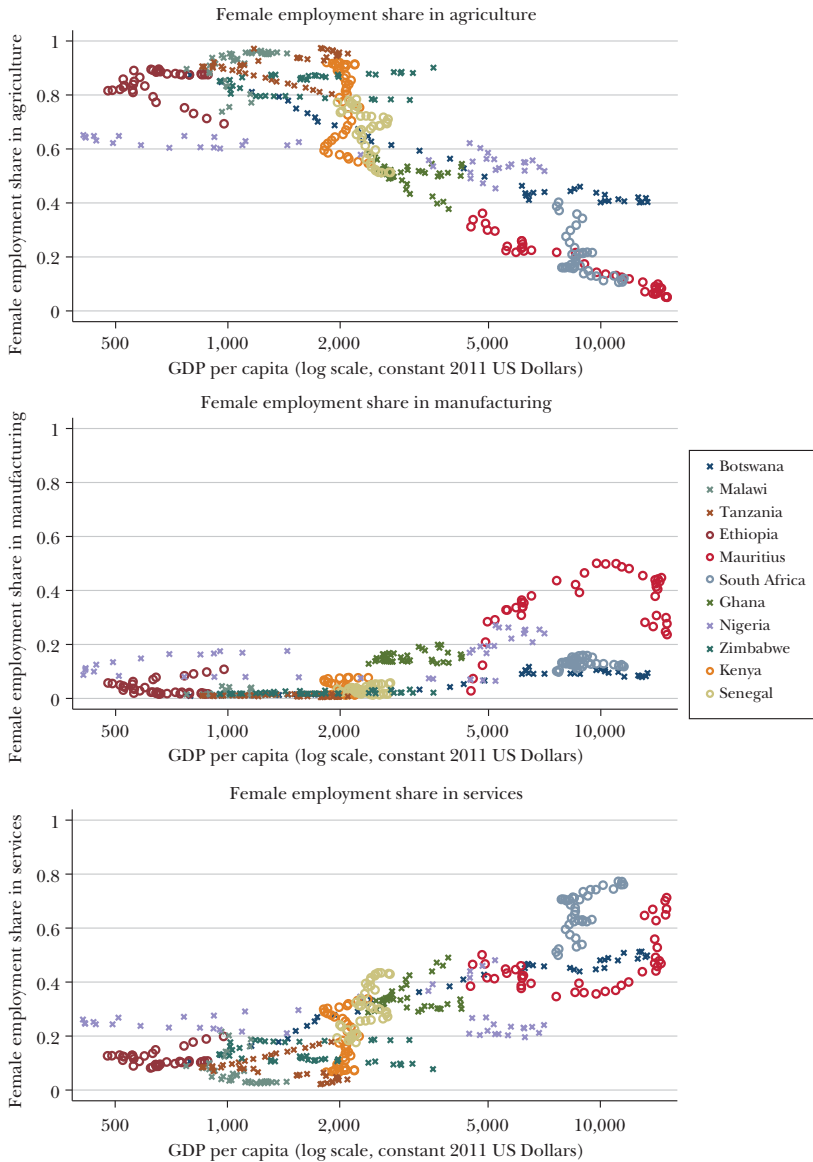 Female employment share in agriculture
Female employment share in agriculture
1
0.8
0.6
0.4
0.2
0
500 1,000 2,000 5,000 10,000
GDP per capita (log scale, constant 2011 US Dollars)
Female employment share in manufacturing
Female employment share in manufacturing
1
0.8
0.6
0.4
0.2
0
500 1,000 2,000 5,000 10,000
GDP per capita (log scale, constant 2011 US Dollars)
Botswana
Malawi
Tanzania
Ethiopia
Mauritius
South Africa
Ghana
Nigeria
Zimbabwe
Kenya
Senegal
Female employment share in services
Female employment share in services
1
0.8
0.6
0.4
0.2
0
500 1,000 2,000 5,000 10,000
GDP per capita (log scale, constant 2011 US Dollars)